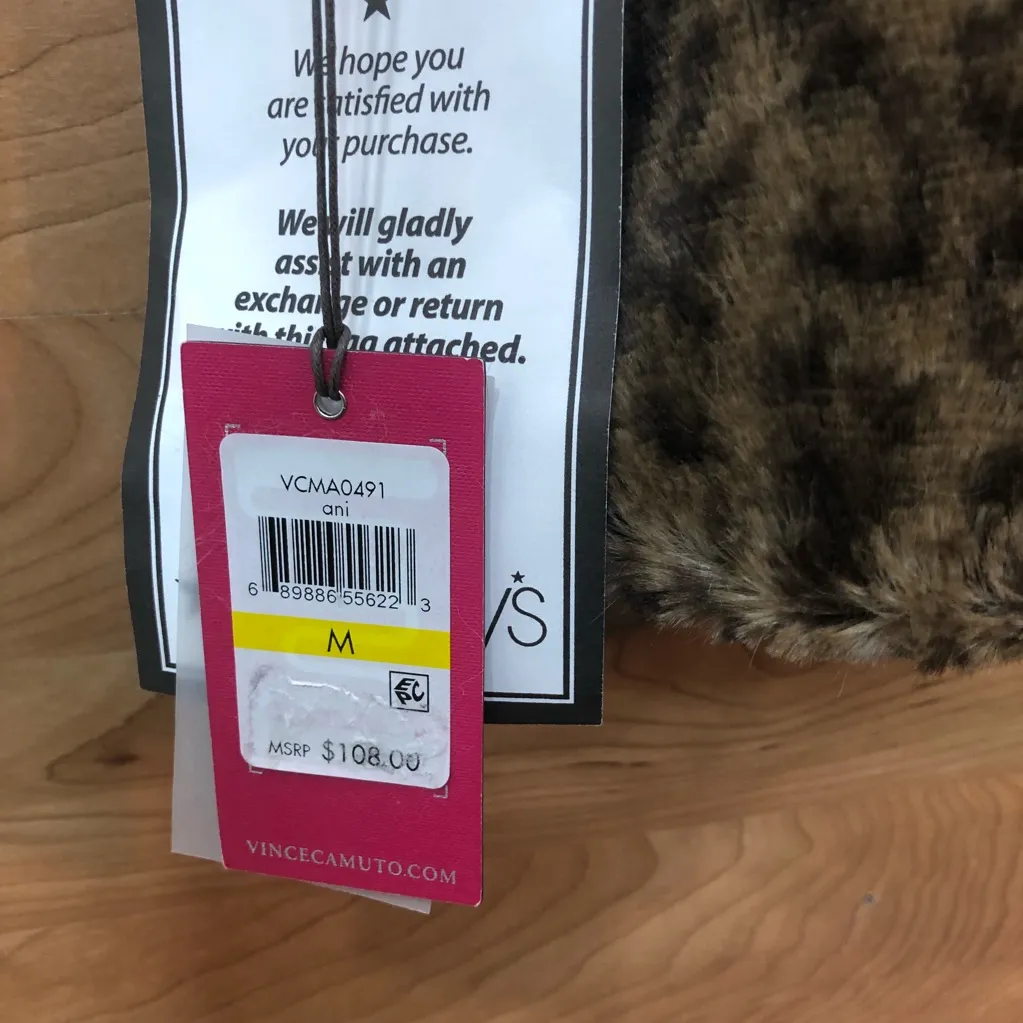 We hope you
are satisfied with
your purchase.
We will gladly
assist with an
exchange or return
with this tag attached.
VCMA0491
ani
6 89886 55622 3
M
EPC
MSRP $108.00
VINCECAMUTO.COM